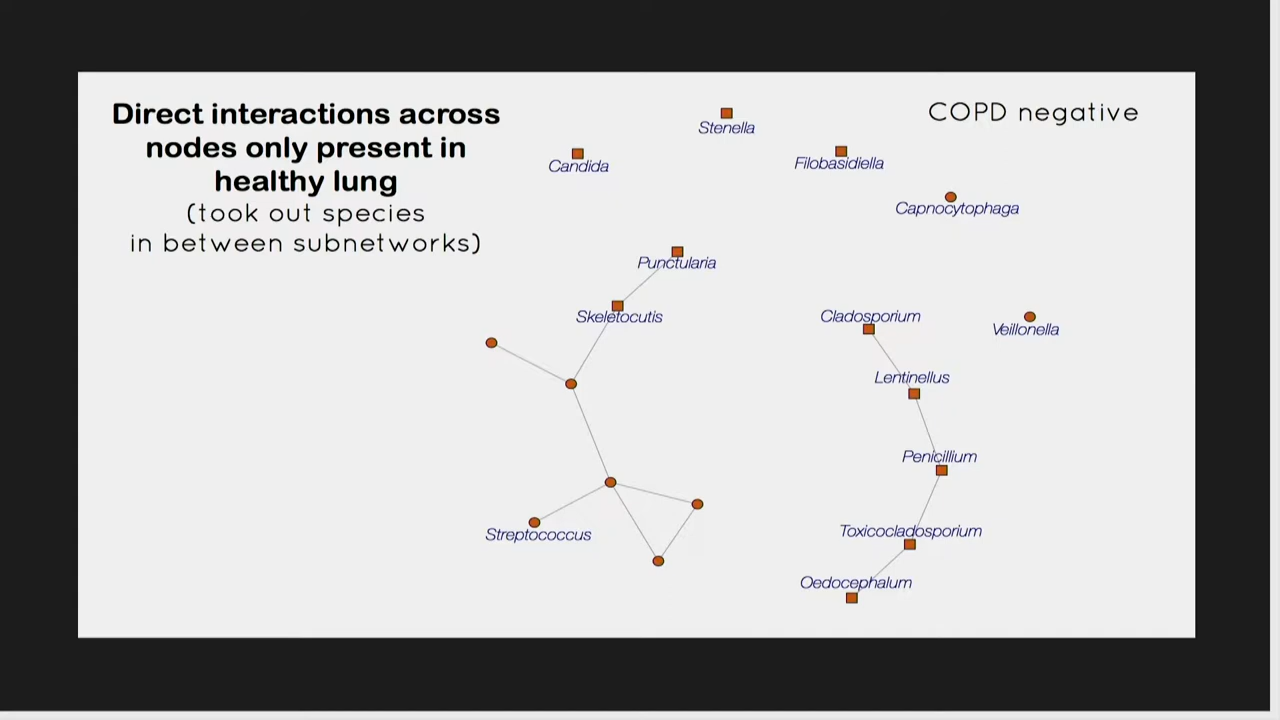 Direct interactions across
nodes only present in
healthy lung
(took out species
in between subnetworks)
COPD negative
Stenella
Candida
Filobasidiella
Capnocytophaga
Punctularia
Skeletocutis
Cladosporium
Veillonella
Lentinellus
Penicillium
Toxicocladosporium
Streptococcus
Oedocephalum